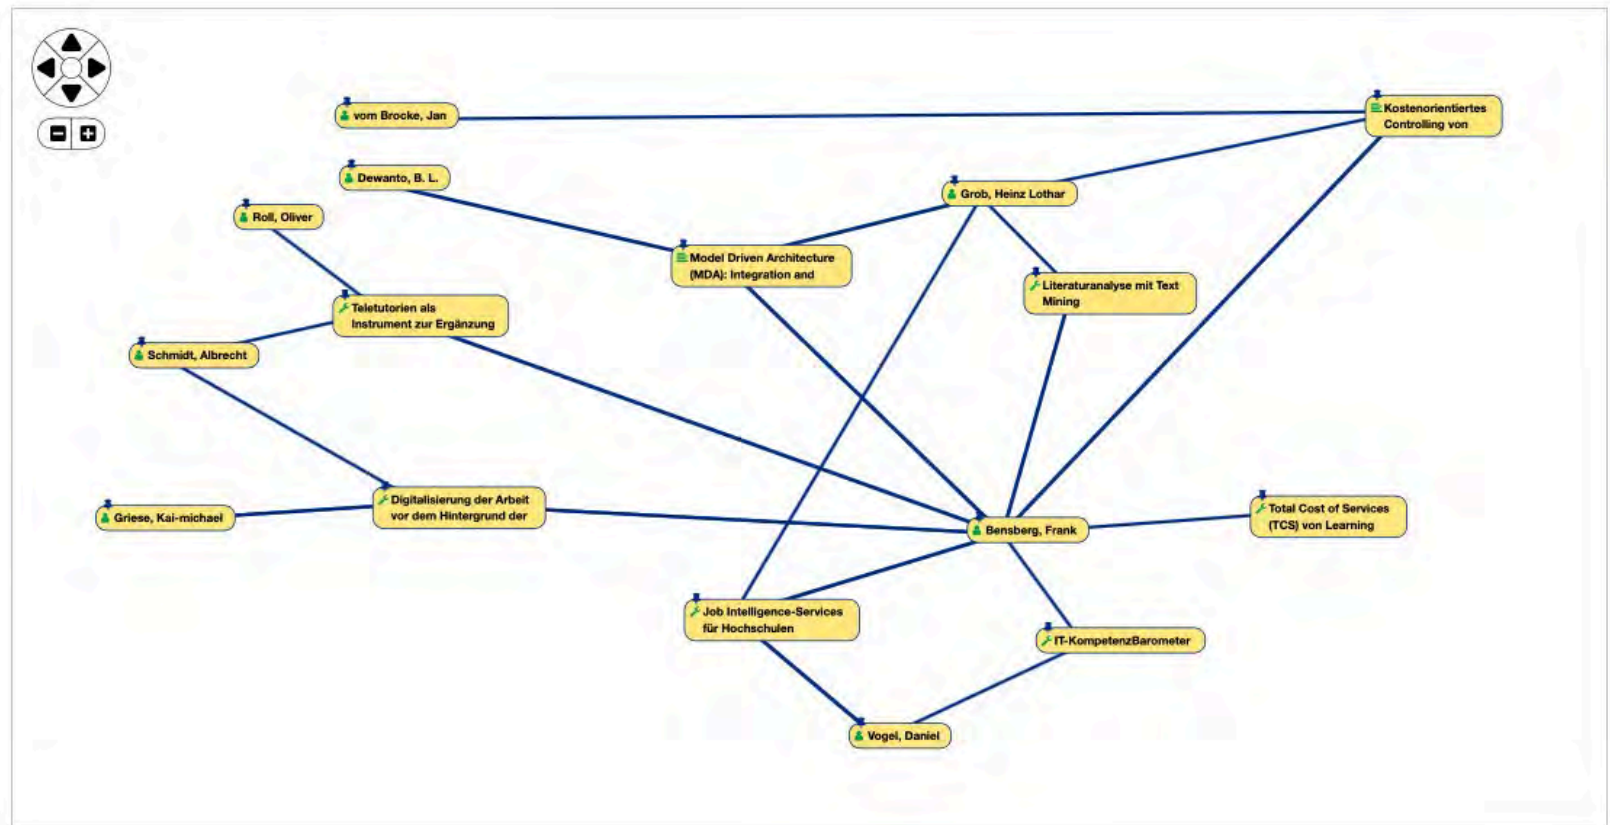 vom Brocke, Jan
Kostenorientiertes
Controlling von
Dewanto, B. L.
Grob, Heinz Lothar
Roll, Oliver
Model Driven Architecture
(MDA): Integration and
Literaturanalyse mit Text
Mining
Teletutorien als
Instrument zur Ergänzung
Schmidt, Albrecht
Digitalisierung der Arbeit
vor dem Hintergrund der
Griese, Kai-michael
Bensberg, Frank
Total Cost of Services
(TCS) von Learning
Job Intelligence-Services
für Hochschulen
IT-KompetenzBarometer
Vogel, Daniel